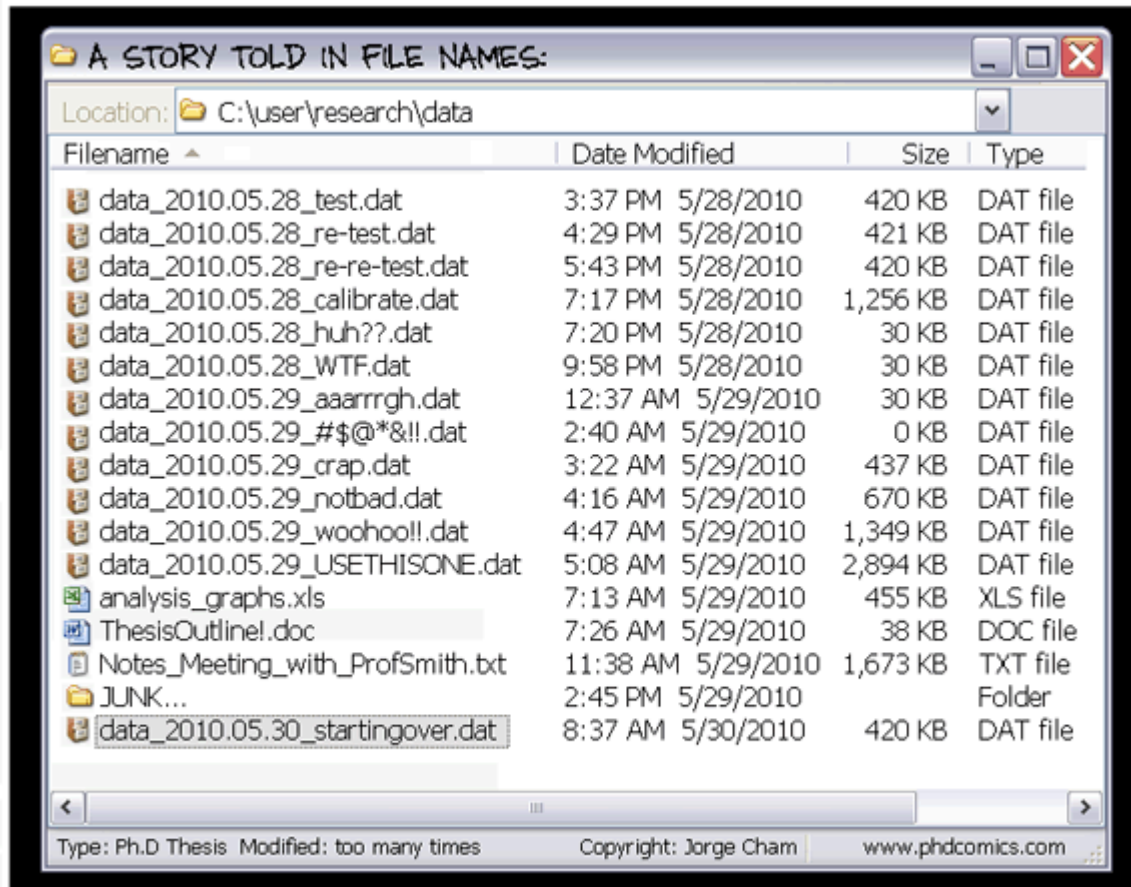 A STORY TOLD IN FILE NAMES:
Location: C:\user\research\data
Filename Date Modified Size Type
data_2010.05.28_test.dat 3:37 PM 5/28/2010 420 KB DAT file
data_2010.05.28_re-test.dat 4:29 PM 5/28/2010 421 KB DAT file
data_2010.05.28_re-re-test.dat 5:43 PM 5/28/2010 420 KB DAT file
data_2010.05.28_calibrate.dat 7:17 PM 5/28/2010 1,256 KB DAT file
data_2010.05.28_huh??.dat 7:20 PM 5/28/2010 30 KB DAT file
data_2010.05.28_WTF.dat 9:58 PM 5/28/2010 30 KB DAT file
data_2010.05.29_aaarrrgh.dat 12:37 AM 5/29/2010 30 KB DAT file
data_2010.05.29_#$@*&!!.dat 2:40 AM 5/29/2010 0 KB DAT file
data_2010.05.29_crap.dat 3:22 AM 5/29/2010 437 KB DAT file
data_2010.05.29_notbad.dat 4:16 AM 5/29/2010 670 KB DAT file
data_2010.05.29_woohoo!!.dat 4:47 AM 5/29/2010 1,349 KB DAT file
data_2010.05.29_USETHISONE.dat 5:08 AM 5/29/2010 2,894 KB DAT file
analysis_graphs.xls 7:13 AM 5/29/2010 455 KB XLS file
ThesisOutline!.doc 7:26 AM 5/29/2010 38 KB DOC file
Notes_Meeting_with_ProfSmith.txt 11:38 AM 5/29/2010 1,673 KB TXT file
JUNK... 2:45 PM 5/29/2010 Folder
data_2010.05.30_startingover.dat 8:37 AM 5/30/2010 420 KB DAT file
Type: Ph.D Thesis Modified: too many times Copyright: Jorge Cham www.phdcomics.com